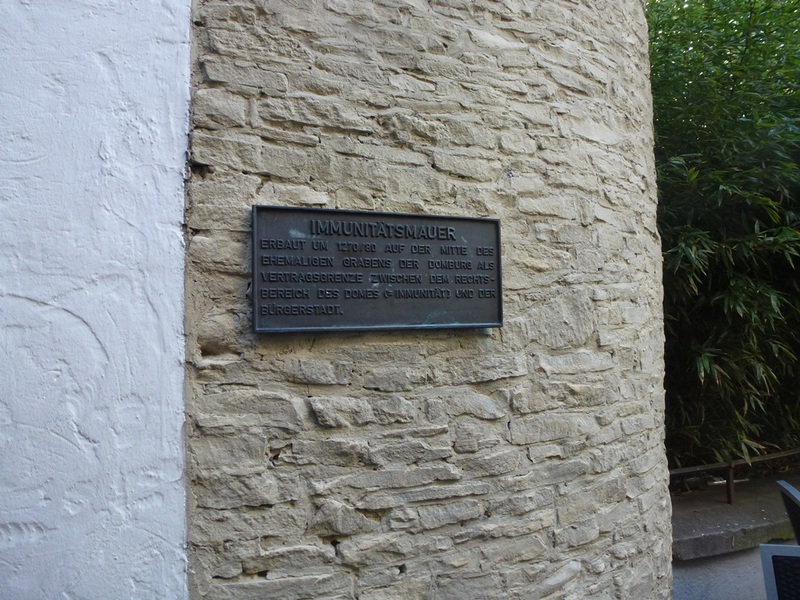 IMMUNITÄTSMAUER
ERBAUT UM 1270/80 AUF DER MITTE DES
EHEMALIGEN GRABENS DER DOMBURG ALS
VERTRAGSGRENZE ZWISCHEN DEM RECHTS-
BEREICH DES DOMES (=IMMUNITÄT) UND DER
BÜRGERSTADT.